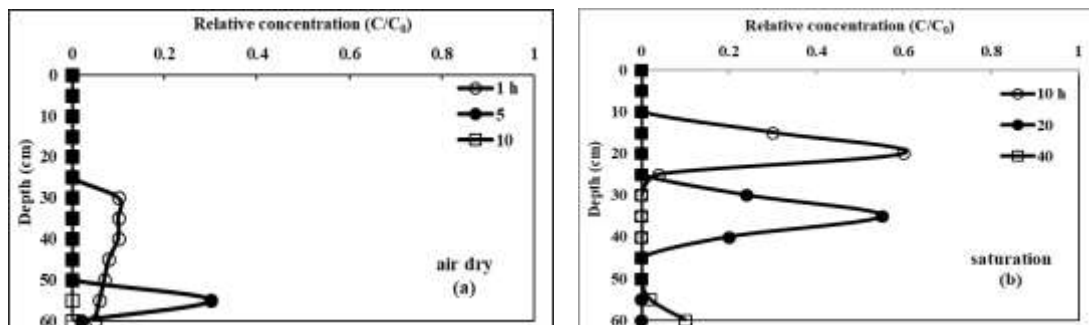 Relative concentration (C/C₀)
0 0.2 0.4 0.6 0.8 1
0
10
20
30
40
50
60
Depth (cm)
1 h
5
10
air dry
(a)
Relative concentration (C/C₀)
0 0.2 0.4 0.6 0.8 1
0
10
20
30
40
50
60
Depth (cm)
10 h
20
40
saturation
(b)